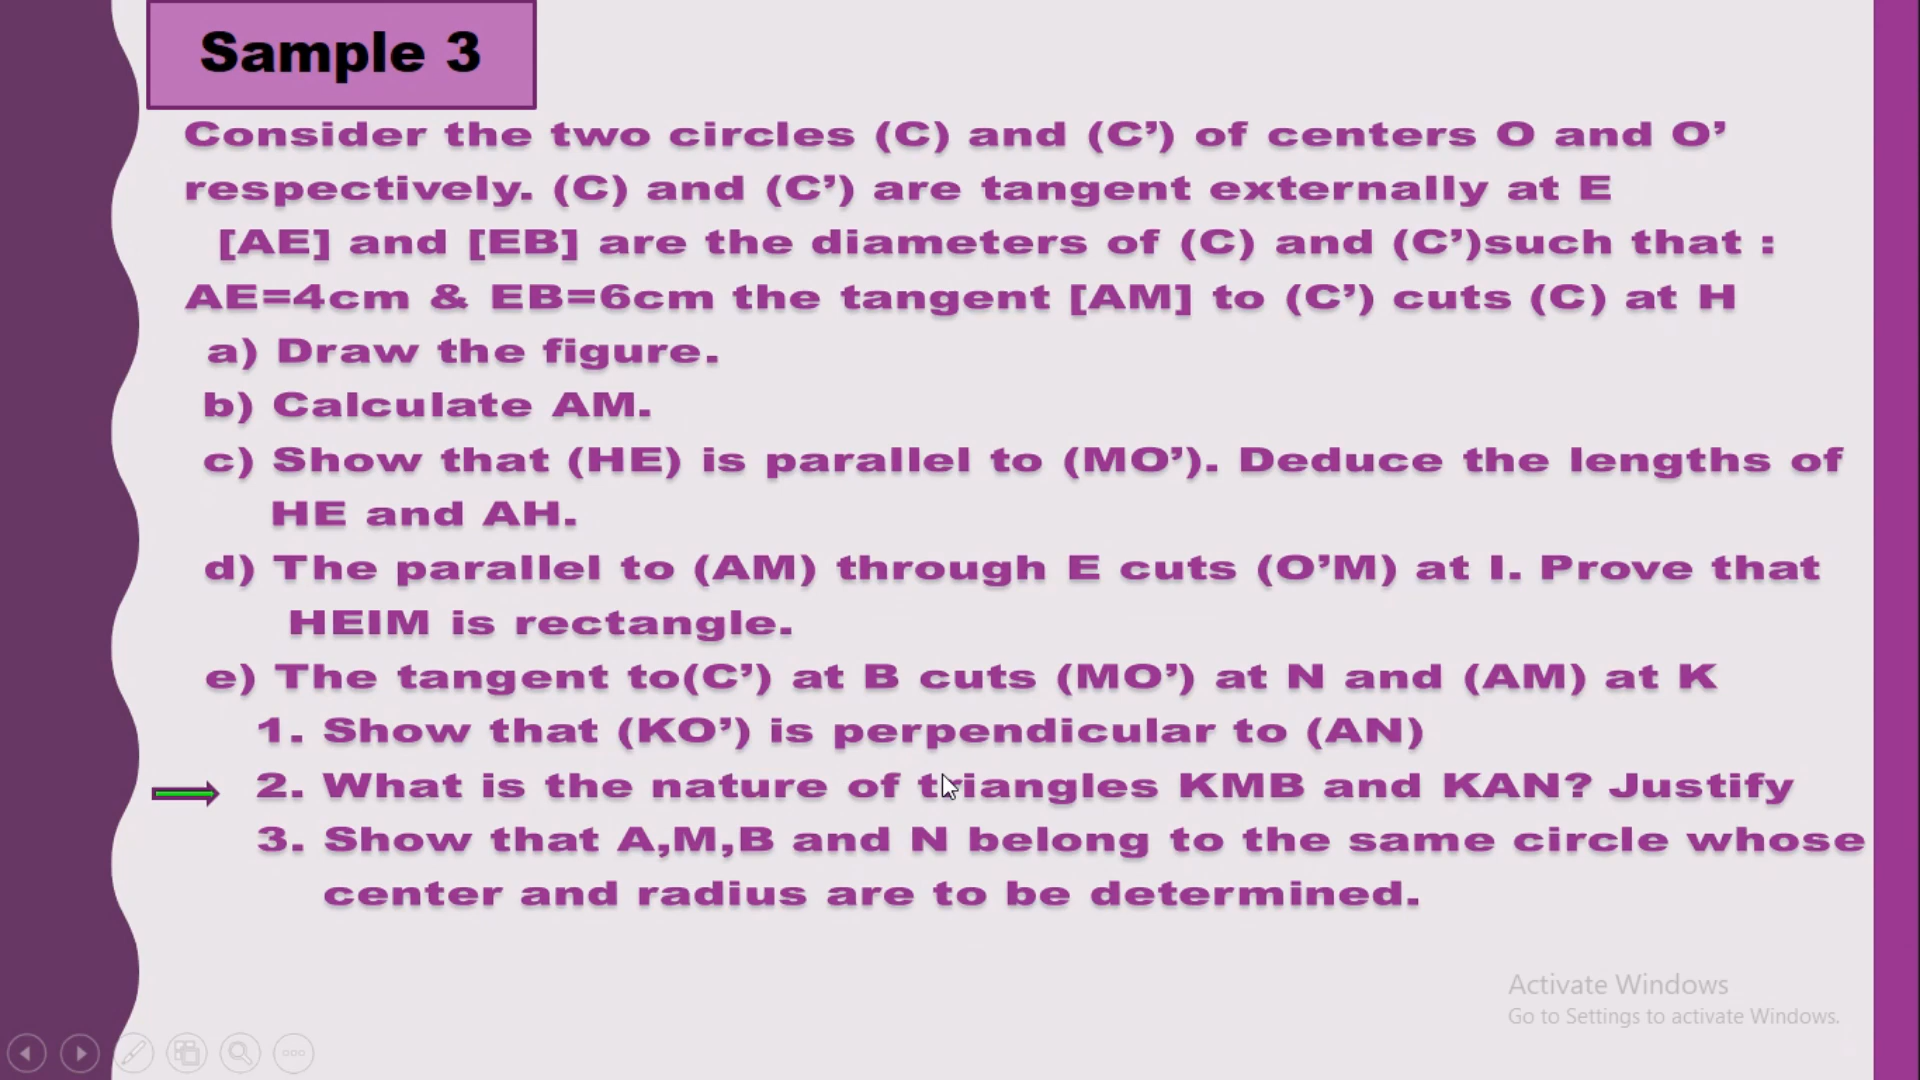 Sample 3
Consider the two circles (C) and (C’) of centers O and O’
respectively. (C) and (C’) are tangent externally at E
[AE] and [EB] are the diameters of (C) and (C’)such that :
AE=4cm & EB=6cm the tangent [AM] to (C’) cuts (C) at H
a) Draw the figure.
b) Calculate AM.
c) Show that (HE) is parallel to (MO’). Deduce the lengths of
HE and AH.
d) The parallel to (AM) through E cuts (O’M) at I. Prove that
HEIM is rectangle.
e) The tangent to(C’) at B cuts (MO’) at N and (AM) at K
1. Show that (KO’) is perpendicular to (AN)
2. What is the nature of triangles KMB and KAN? Justify
3. Show that A,M,B and N belong to the same circle whose
center and radius are to be determined.
Activate Windows
Go to Settings to activate Windows.